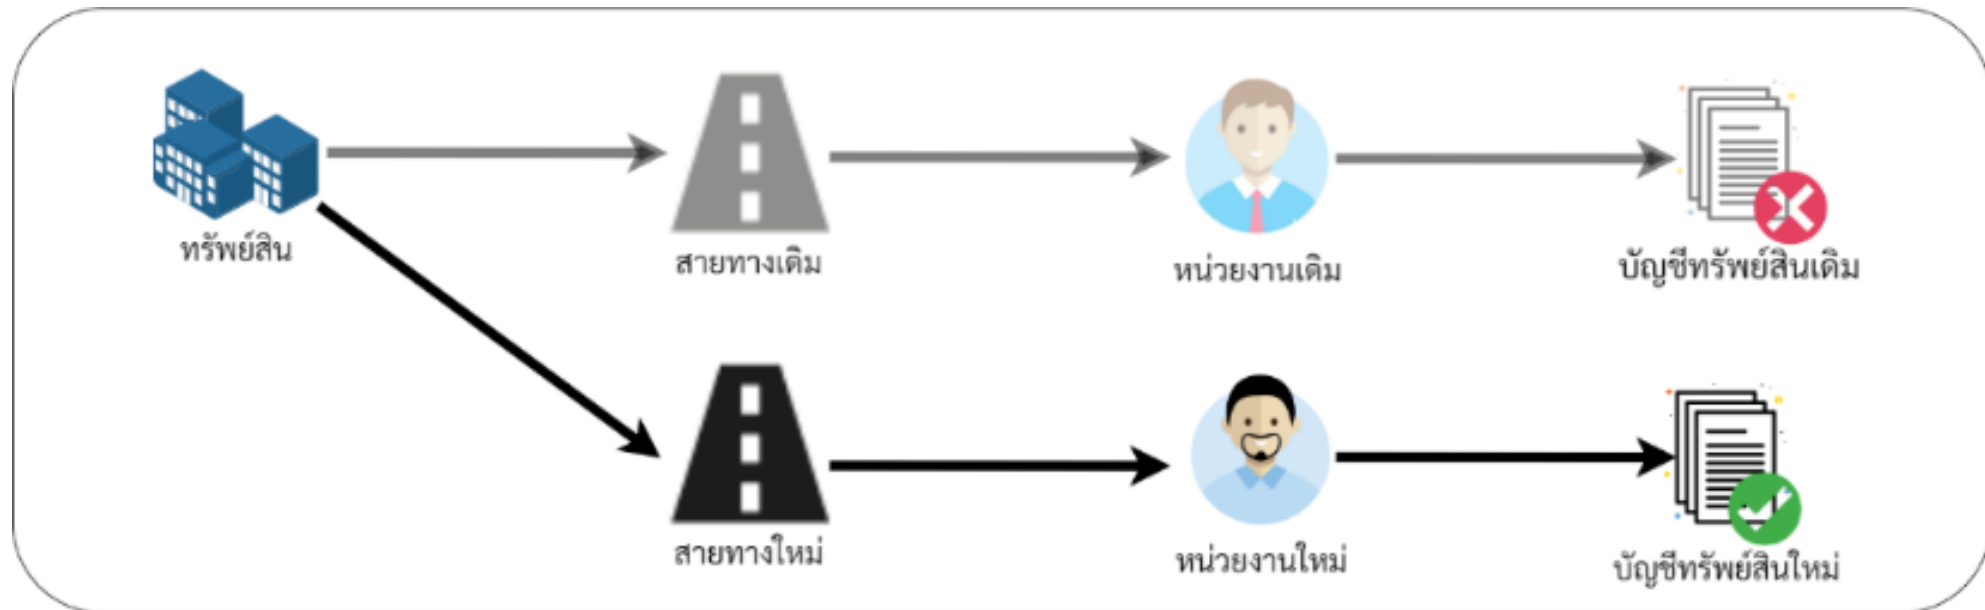 ทรัพย์สิน
สายทางเดิม
หน่วยงานเดิม
บัญชีทรัพย์สินเดิม
สายทางใหม่
หน่วยงานใหม่
บัญชีทรัพย์สินใหม่